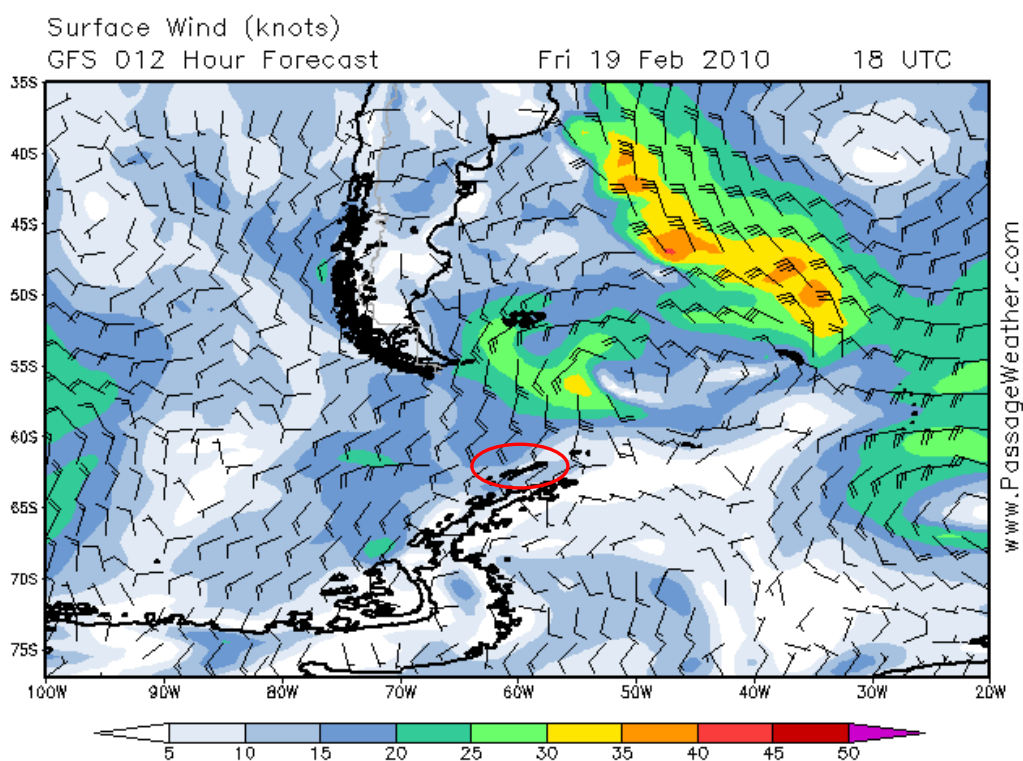 Surface Wind (knots)
GFS 012 Hour Forecast Fri 19 Feb 2010 18 UTC
35S
40S
45S
50S
55S
60S
65S
70S
75S
100W 90W 80W 70W 60W 50W 40W 30W 20W
5 10 15 20 25 30 35 40 45 50
www.PassageWeather.com